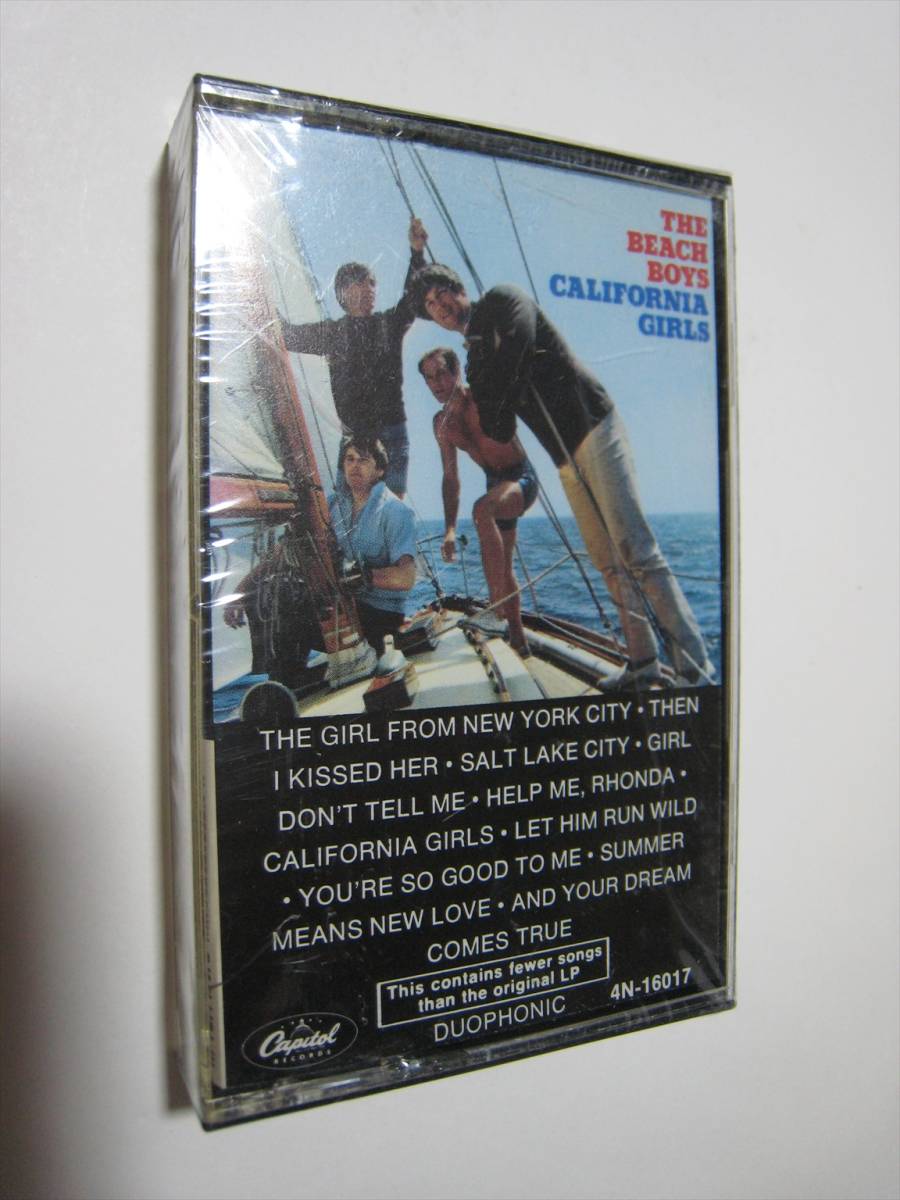 THE
BEACH
BOYS
CALIFORNIA
GIRLS
THE GIRL FROM NEW YORK CITY • THEN
I KISSED HER • SALT LAKE CITY • GIRL
DON'T TELL ME • HELP ME, RHONDA •
CALIFORNIA GIRLS • LET HIM RUN WILD
• YOU'RE SO GOOD TO ME • SUMMER
MEANS NEW LOVE • AND YOUR DREAM
COMES TRUE
This contains fewer songs
than the original LP
4N-16017
DUOPHONIC
Capitol
RECORDS